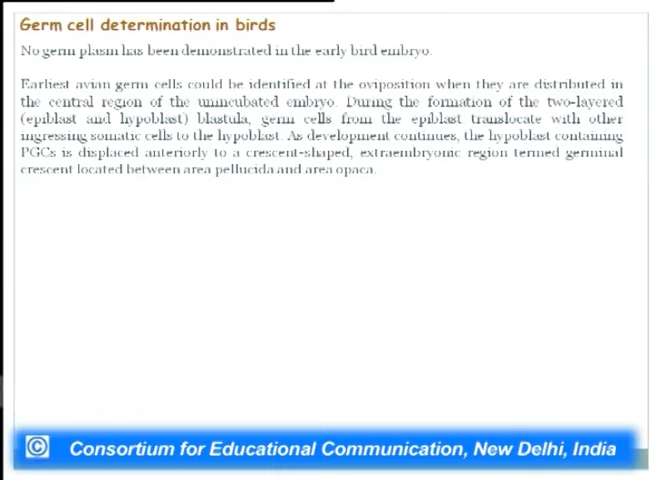 Germ cell determination in birds
No germ plasm has been demonstrated in the early bird embryo.
Earliest avian germ cells could be identified at the oviposition when they are distributed in
the central region of the unincubated embryo. During the formation of the two-layered
(epiblast and hypoblast) blastula, germ cells from the epiblast translocate with other
ingressing somatic cells to the hypoblast. As development continues, the hypoblast containing
PGCs is displaced anteriorly to a crescent-shaped, extraembryonic region termed germinal
crescent located between area pellucida and area opaca.
© Consortium for Educational Communication, New Delhi, India